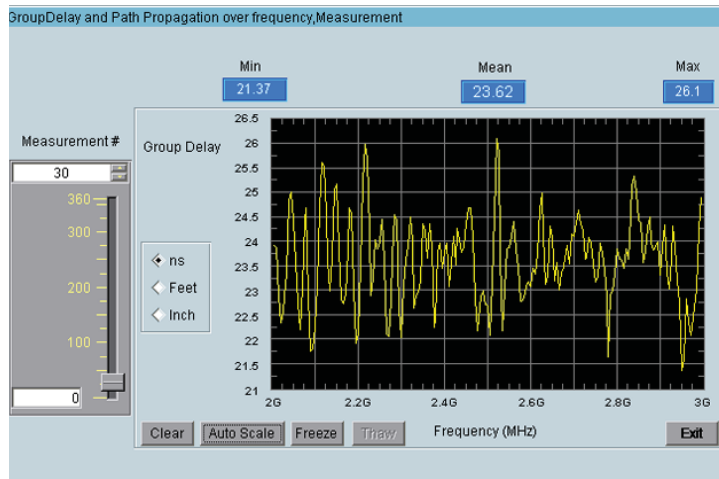 GroupDelay and Path Propagation over frequency,Measurement
Min
Mean
Max
21.37
23.62
26.1
Measurement #
30
360
300
200
100
0
Group Delay
ns
Feet
Inch
26.5
26
25.5
25
24.5
24
23.5
23
22.5
22
21.5
21
2G
2.2G
2.4G
2.6G
2.8G
3G
Frequency (MHz)
Clear
Auto Scale
Freeze
Thaw
Exit